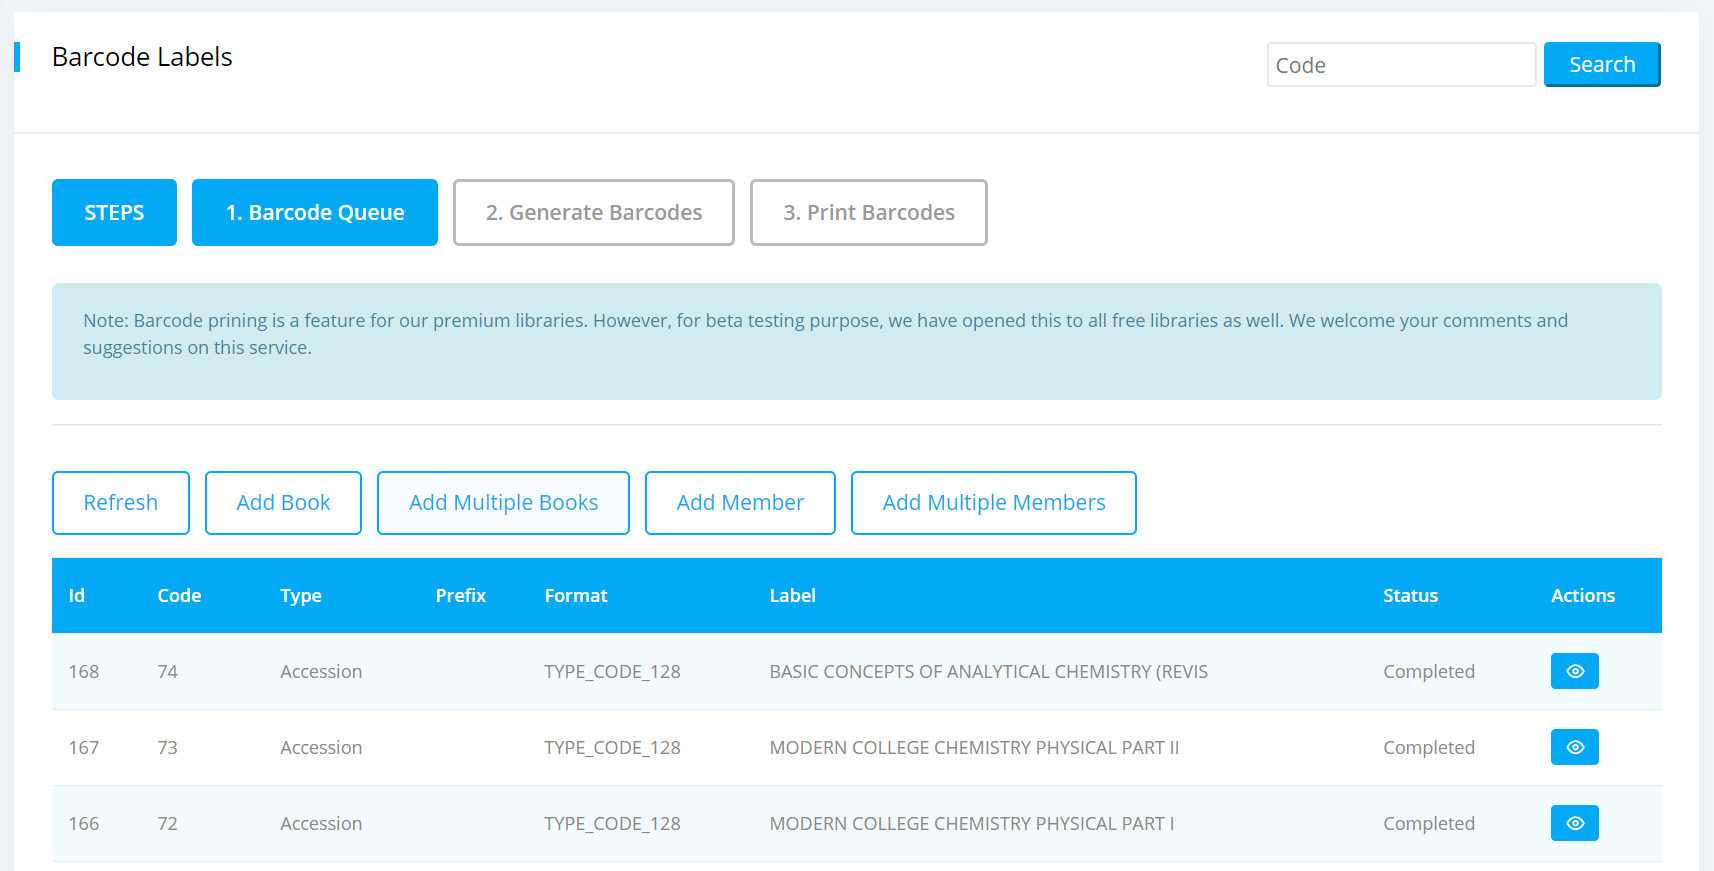 Barcode Labels
Code
Search
STEPS
1. Barcode Queue
2. Generate Barcodes
3. Print Barcodes
Note: Barcode prining is a feature for our premium libraries. However, for beta testing purpose, we have opened this to all free libraries as well. We welcome your comments and
suggestions on this service.
Refresh
Add Book
Add Multiple Books
Add Member
Add Multiple Members
Id Code Type Prefix Format Label Status Actions
168 74 Accession TYPE_CODE_128 BASIC CONCEPTS OF ANALYTICAL CHEMISTRY (REVIS Completed
167 73 Accession TYPE_CODE_128 MODERN COLLEGE CHEMISTRY PHYSICAL PART II Completed
166 72 Accession TYPE_CODE_128 MODERN COLLEGE CHEMISTRY PHYSICAL PART I Completed